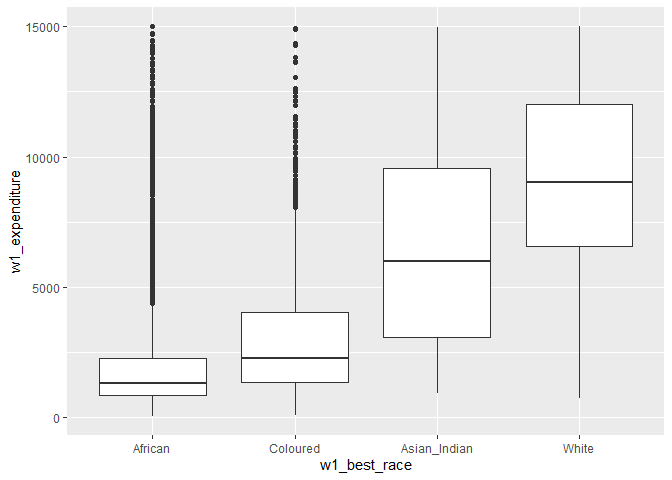 15000
10000
5000
0
w1_expenditure
African Coloured Asian_Indian White
w1_best_race